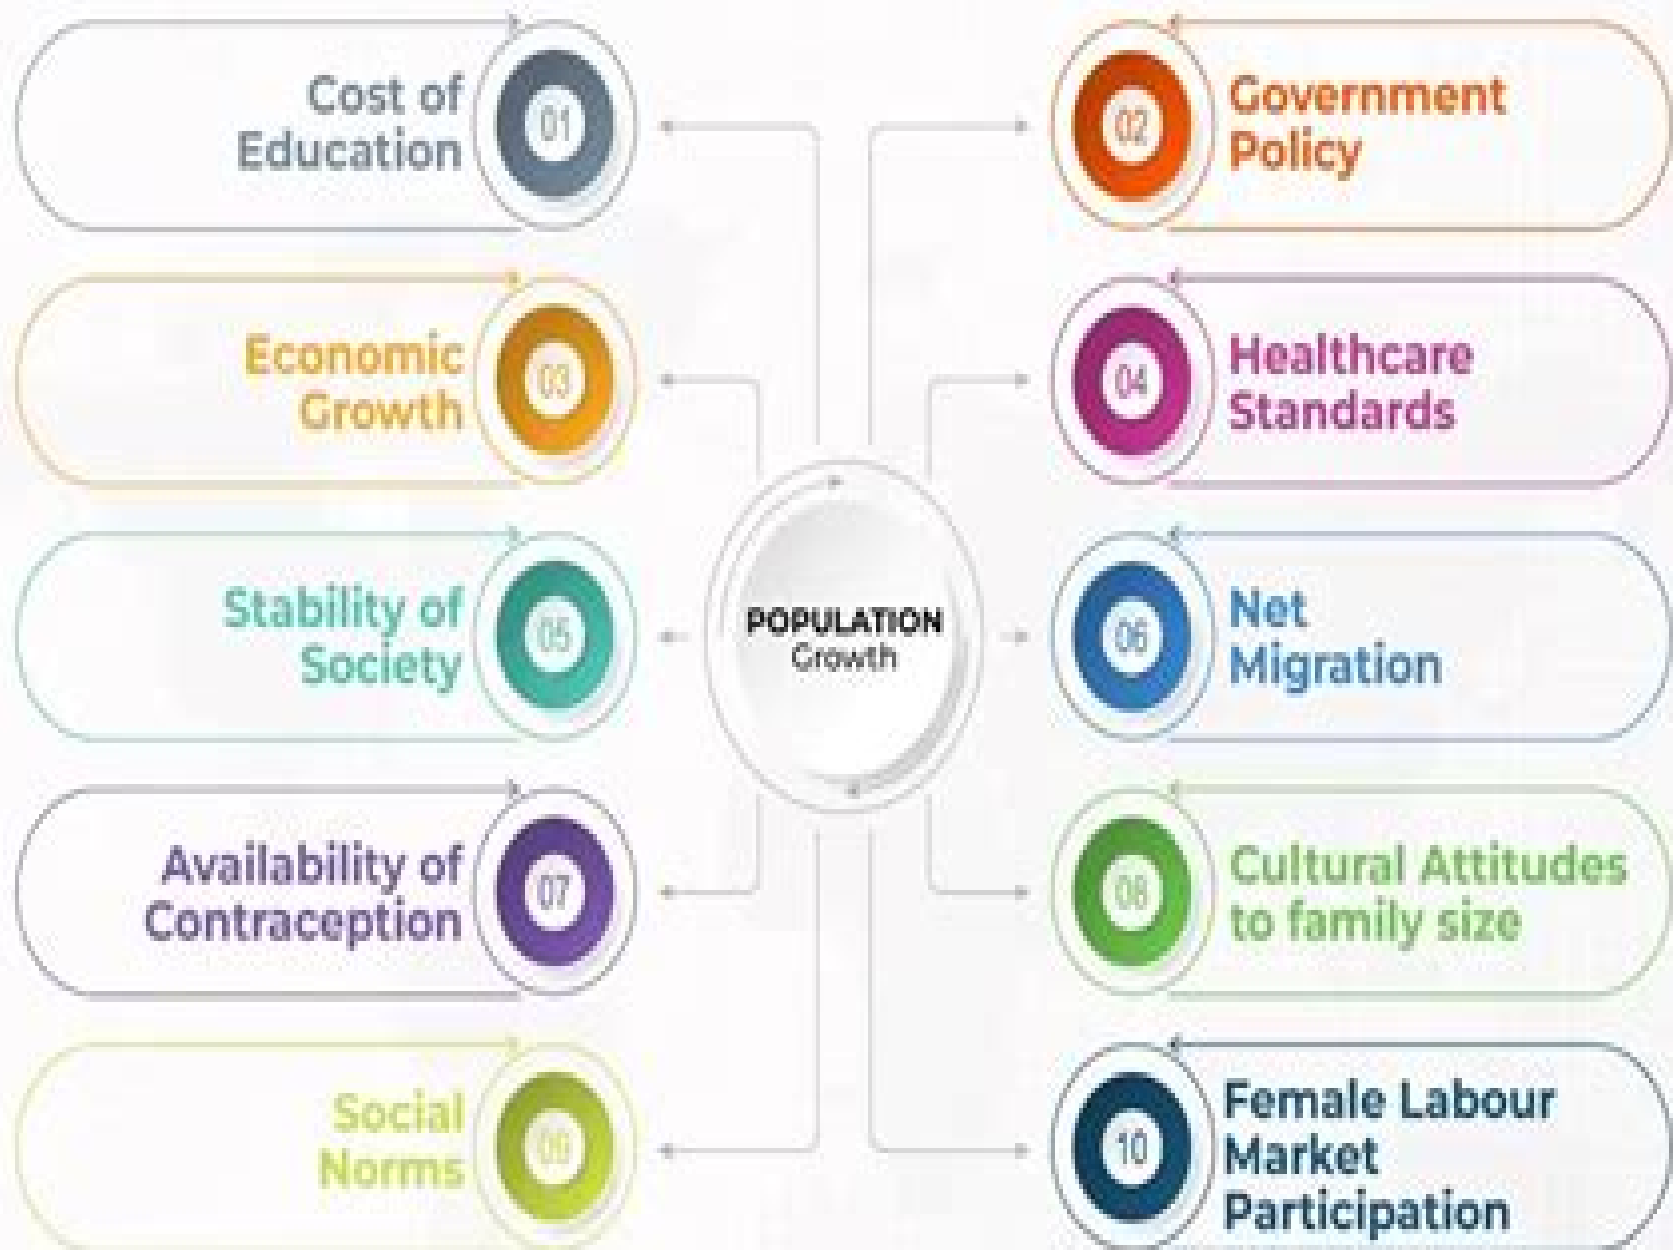 Cost of
Education
01
02
Government
Policy
Economic
Growth
03
04
Healthcare
Standards
Stability of
Society
05
POPULATION
Growth
06
Net
Migration
Availability of
Contraception
07
08
Cultural Attitudes
to family size
Social
Norms
09
10
Female Labour
Market
Participation